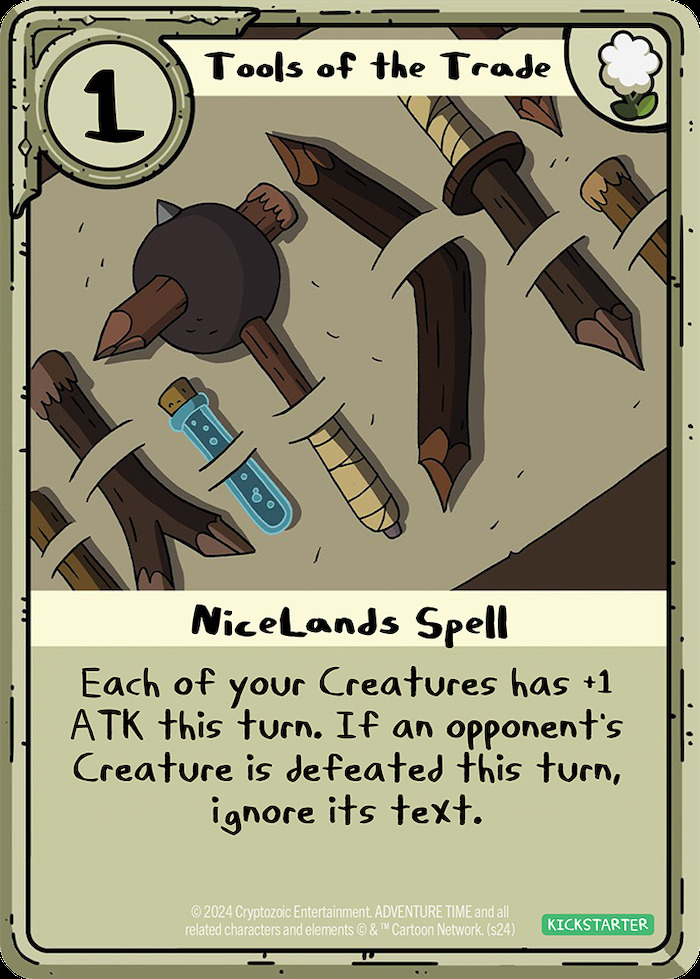 1
Tools of the Trade
NiceLands Spell
Each of your Creatures has +1
ATK this turn. If an opponent's
Creature is defeated this turn,
ignore its text.
© 2024 Cryptozoic Entertainment. ADVENTURE TIME and all
related characters and elements © & ™ Cartoon Network. (s24)
KICKSTARTER